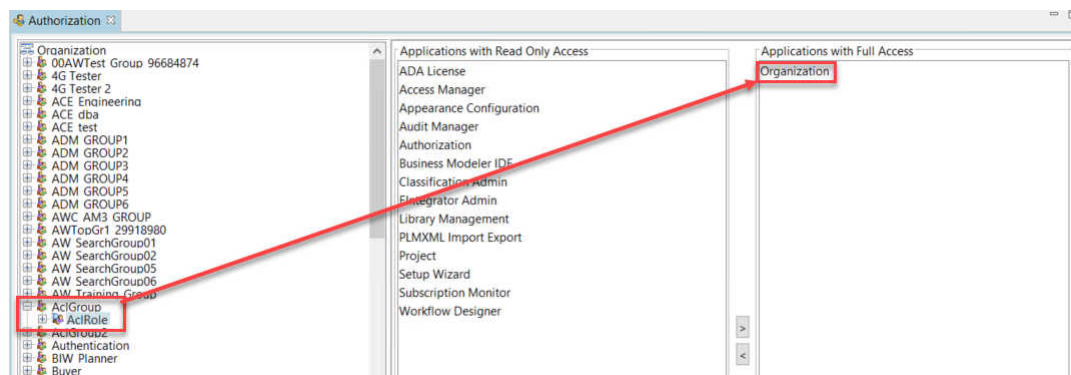 Authorization
Organization
00AWTest Group 96684874
4G Tester
4G Tester 2
ACE Engineering
ACE dba
ACE test
ADM GROUP1
ADM GROUP2
ADM GROUP3
ADM GROUP4
ADM GROUP5
ADM GROUP6
AWC AM3 GROUP
AWTopGr1 29918980
AW SearchGroup01
AW SearchGroup02
AW SearchGroup05
AW SearchGroup06
AW Training Group
AclGroup
AclRole
AclGroup2
Authentication
BIW Planner
Buyer
Applications with Read Only Access
ADA License
Access Manager
Appearance Configuration
Audit Manager
Authorization
Business Modeler IDE
Classification Admin
EIntegrator Admin
Library Management
PLMXML Import Export
Project
Setup Wizard
Subscription Monitor
Workflow Designer
>
<
Applications with Full Access
Organization